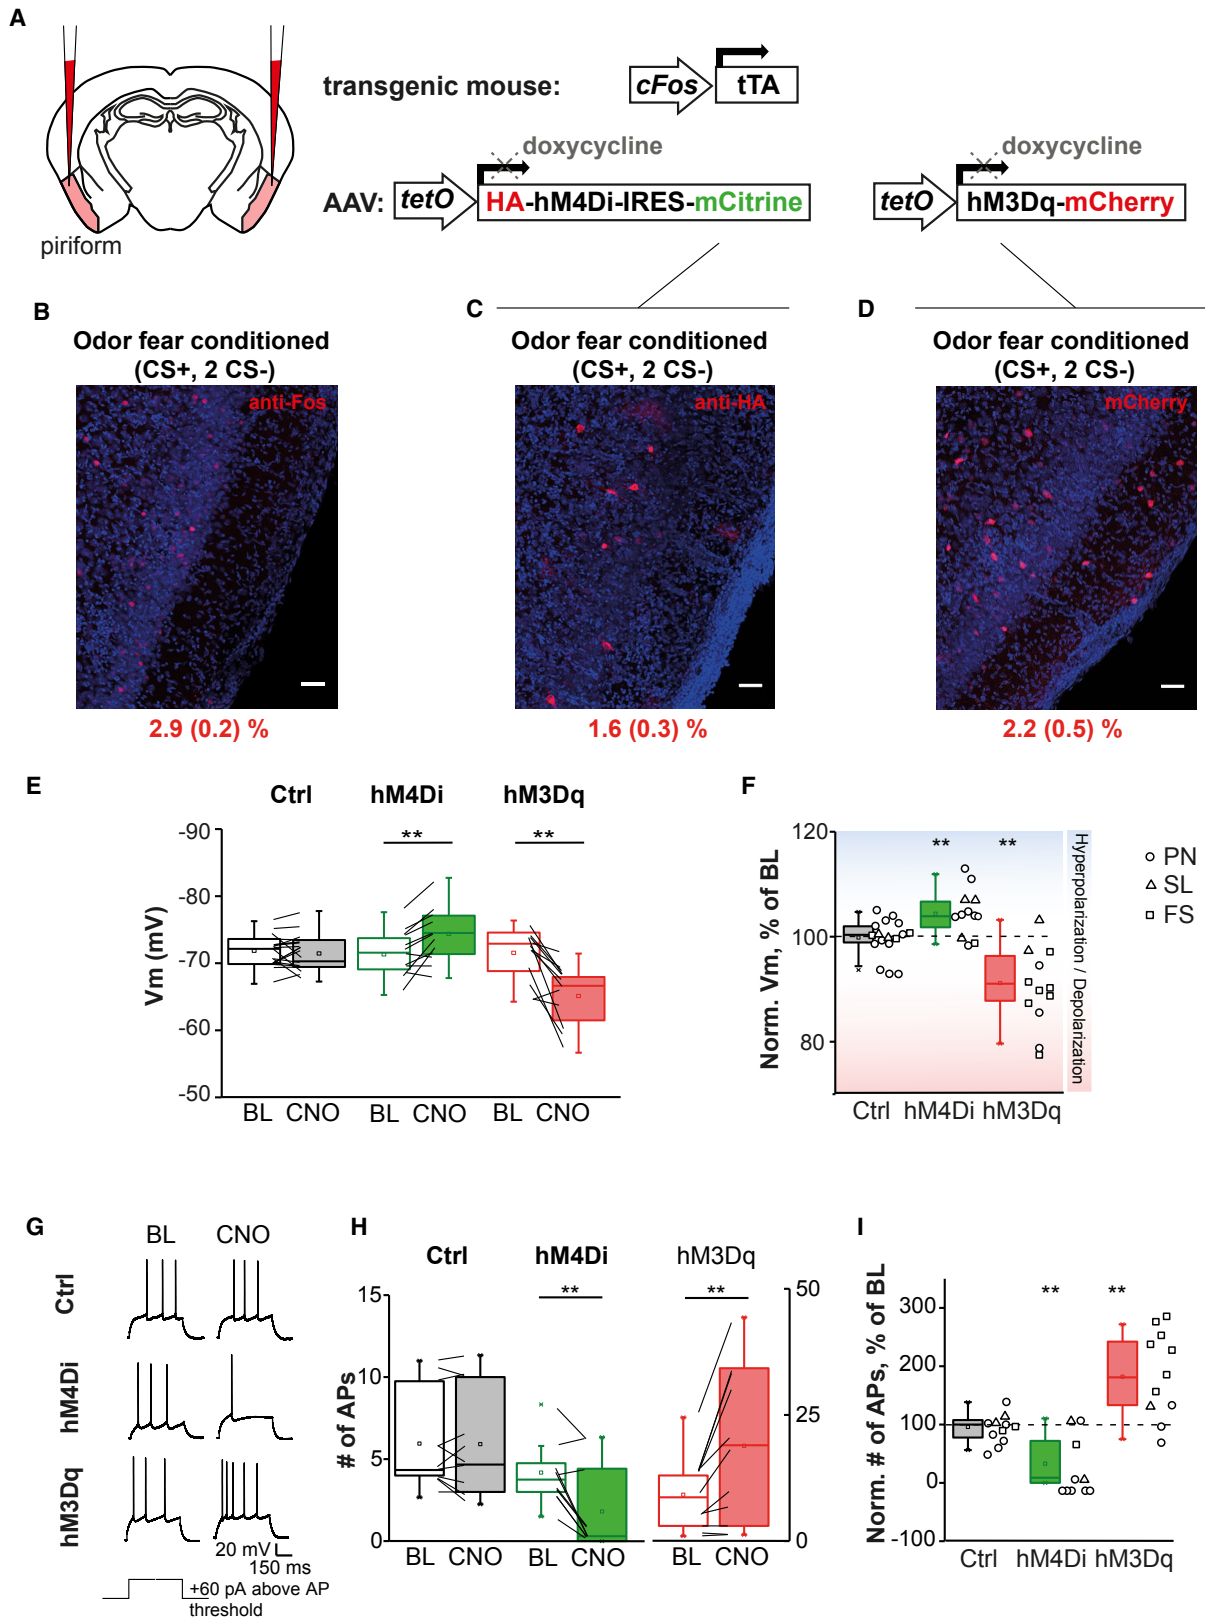 A
transgenic mouse:
cFos
tTA
doxycycline
doxycycline
AAV:
tetO
HA-hM4Di-IRES-mCitrine
tetO
hM3Dq-mCherry
piriform
B
Odor fear conditioned
(CS+, 2 CS-)
anti-Fos
2.9 (0.2) %
C
Odor fear conditioned
(CS+, 2 CS-)
anti-HA
1.6 (0.3) %
D
Odor fear conditioned
(CS+, 2 CS-)
mCherry
2.2 (0.5) %
E
Ctrl hM4Di hM3Dq
** **
Vm (mV)
-90
-80
-70
-60
-50
BL CNO BL CNO BL CNO
F
Norm. Vm, % of BL
120
100
80
** **
Hyperpolarization / Depolarization
Ctrl hM4Di hM3Dq
PN
SL
FS
G
BL CNO
Ctrl
hM4Di
hM3Dq
20 mV
150 ms
+60 pA above AP
threshold
H
Ctrl hM4Di hM3Dq
** **
# of APs
15
10
5
0
50
25
0
BL CNO BL CNO BL CNO
I
Norm. # of APs, % of BL
300
200
100
0
-100
** **
Ctrl hM4Di hM3Dq